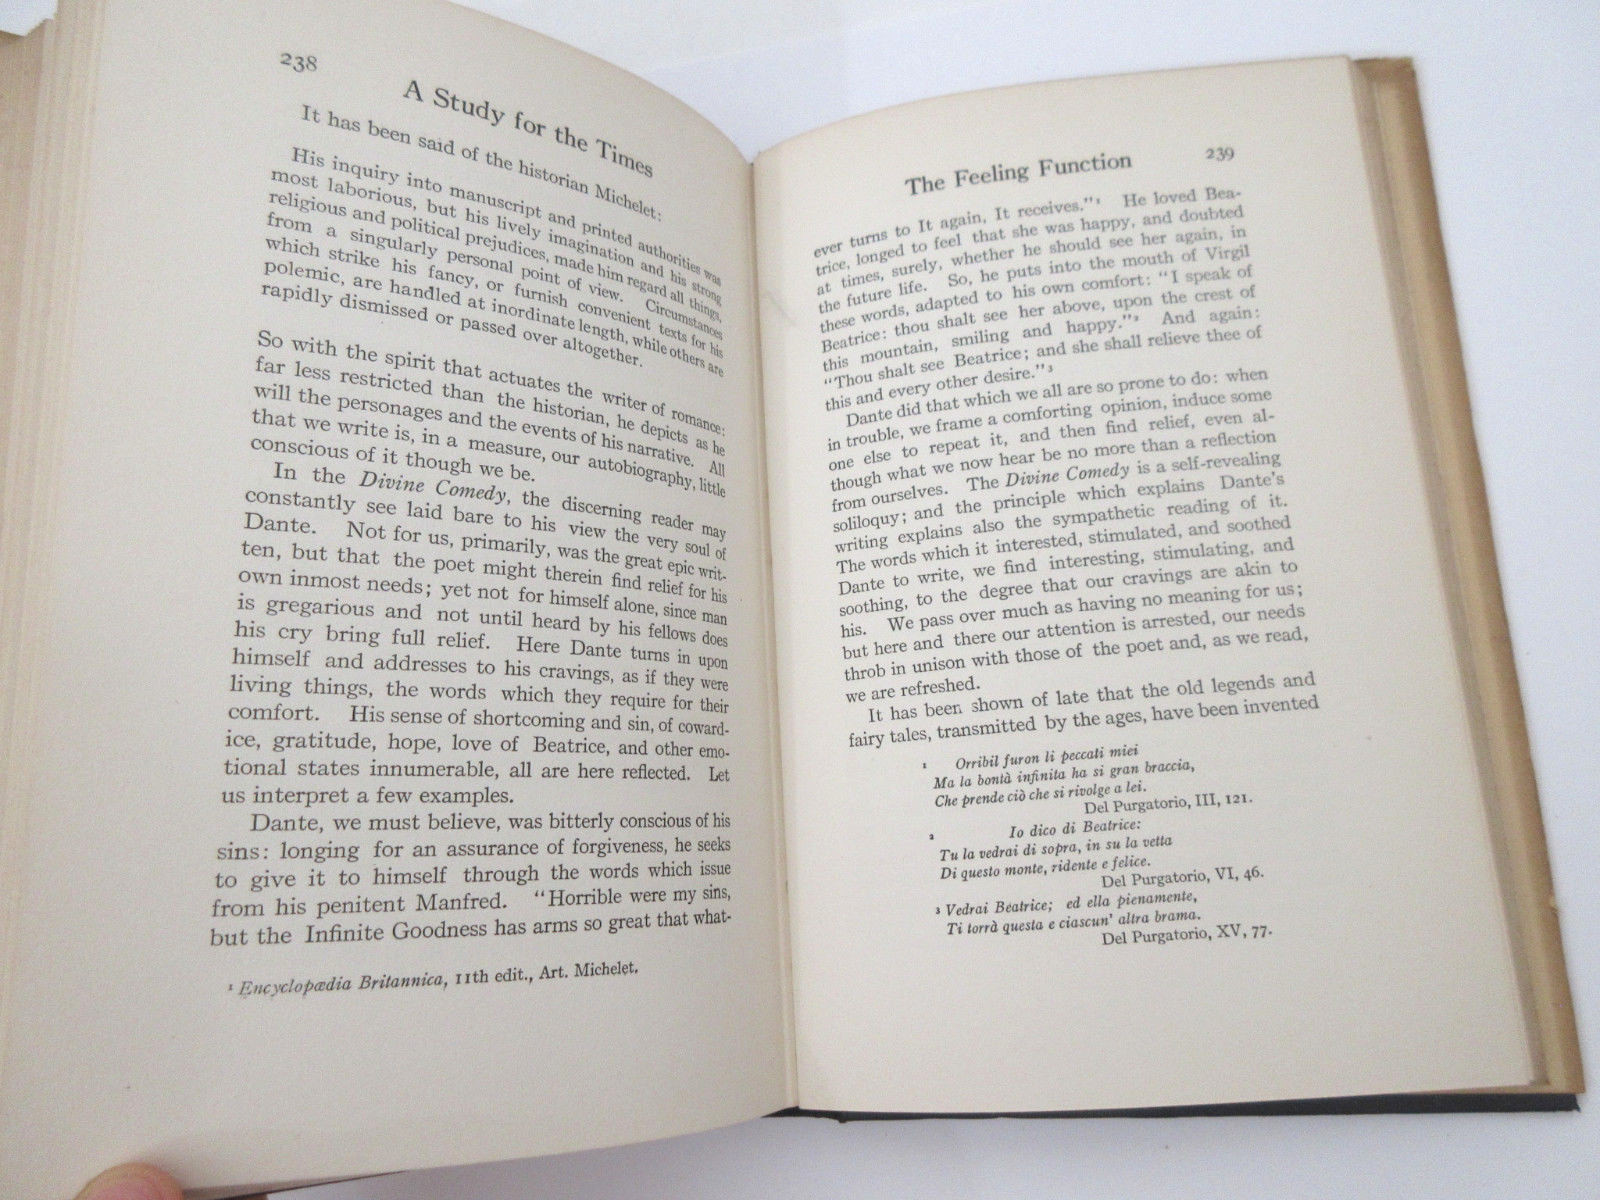 238
A Study for the Times
It has been said of the historian Michelet:
His inquiry into manuscript and printed authorities was
most laborious, but his lively imagination and his strong
religious and political prejudices, made him regard all things,
from a singularly personal point of view. Circumstances
which strike his fancy, or furnish convenient texts for his
polemic, are handled at inordinate length, while others are
rapidly dismissed or passed over altogether.
So with the spirit that actuates the writer of romance:
far less restricted than the historian, he depicts as he
will the personages and the events of his narrative. All
that we write is, in a measure, our autobiography, little
conscious of it though we be.
In the Divine Comedy, the discerning reader may
constantly see laid bare to his view the very soul of
Dante. Not for us, primarily, was the great epic writ-
ten, but that the poet might therein find relief for his
own inmost needs; yet not for himself alone, since man
is gregarious and not until heard by his fellows does
his cry bring full relief. Here Dante turns in upon
himself and addresses to his cravings, as if they were
living things, the words which they require for their
comfort. His sense of shortcoming and sin, of coward-
ice, gratitude, hope, love of Beatrice, and other emo-
tional states innumerable, all are here reflected. Let
us interpret a few examples.
Dante, we must believe, was bitterly conscious of his
sins: longing for an assurance of forgiveness, he seeks
to give it to himself through the words which issue
from his penitent Manfred. "Horrible were my sins,
but the Infinite Goodness has arms so great that what-
¹ Encyclopædia Britannica, 11th edit., Art. Michelet.
The Feeling Function
239
ever turns to It again, It receives."¹ He loved Bea-
trice, longed to feel that she was happy, and doubted
at times, surely, whether he should see her again, in
the future life. So, he puts into the mouth of Virgil
these words, adapted to his own comfort: "I speak of
Beatrice: thou shalt see her above, upon the crest of
this mountain, smiling and happy."² And again:
"Thou shalt see Beatrice; and she shall relieve thee of
this and every other desire."³
Dante did that which we all are so prone to do: when
in trouble, we frame a comforting opinion, induce some
one else to repeat it, and then find relief, even al-
though what we now hear be no more than a reflection
from ourselves. The Divine Comedy is a self-revealing
soliloquy; and the principle which explains Dante's
writing explains also the sympathetic reading of it.
The words which it interested, stimulated, and soothed
Dante to write, we find interesting, stimulating, and
soothing, to the degree that our cravings are akin to
his. We pass over much as having no meaning for us;
but here and there our attention is arrested, our needs
throb in unison with those of the poet and, as we read,
we are refreshed.
It has been shown of late that the old legends and
fairy tales, transmitted by the ages, have been invented
¹ Orribil furon li peccati miei
Ma la bontà infinita ha si gran braccia,
Che prende ciò che si rivolge a lei.
Del Purgatorio, III, 121.
² Io dico di Beatrice:
Tu la vedrai di sopra, in su la vetta
Di questo monte, ridente e felice.
Del Purgatorio, VI, 46.
³ Vedrai Beatrice; ed ella pienamente,
Ti torrà questa e ciascun' altra brama.
Del Purgatorio, XV, 77.